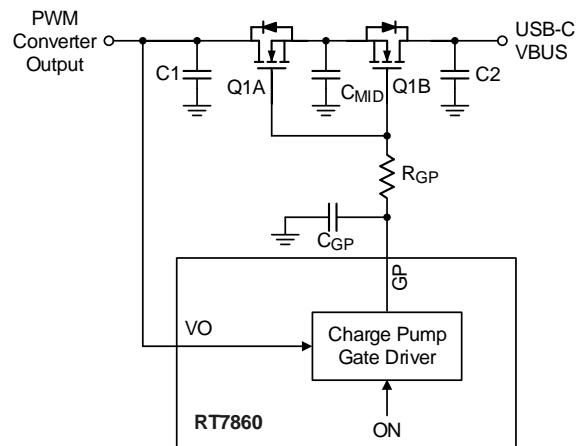 PWM
Converter
Output
USB-C
VBUS
C1
Q1A
CMID
Q1B
C2
RGP
CGP
GP
VO
Charge Pump
Gate Driver
RT7860
ON